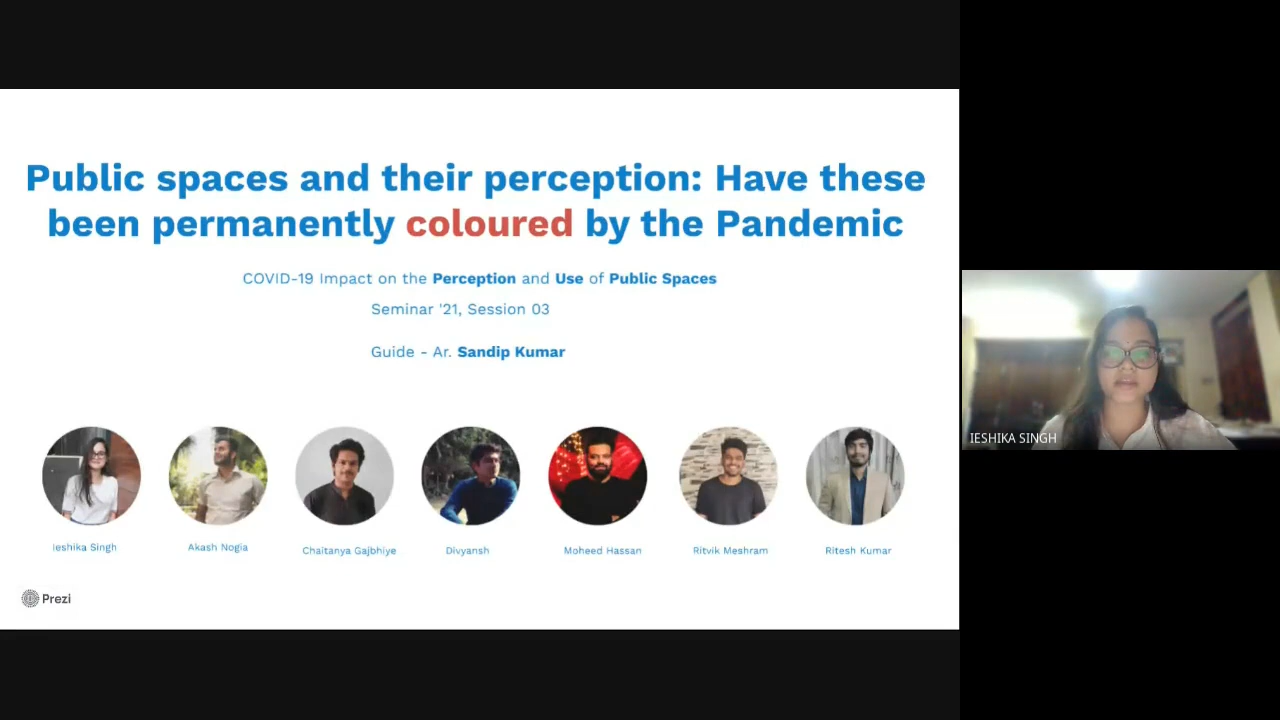 Public spaces and their perception: Have these
been permanently coloured by the Pandemic
COVID-19 Impact on the Perception and Use of Public Spaces
Seminar '21, Session 03
Guide - Ar. Sandip Kumar
Ieshika Singh
Akash Nogia
Chaitanya Gajbhiye
Divyansh
Moheed Hassan
Ritvik Meshram
Ritesh Kumar
Prezi
IESHIKA SINGH